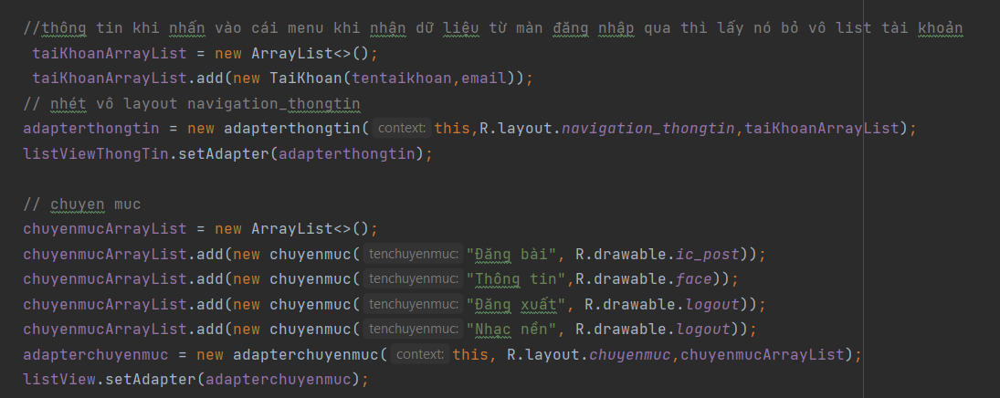 //thông tin khi nhấn vào cái menu khi nhận dữ liệu từ màn đăng nhập qua thì lấy nó bỏ vô list tài khoản
taiKhoanArrayList = new ArrayList<>();
taiKhoanArrayList.add(new TaiKhoan(tentaikhoan,email));
// nhét vô layout navigation_thongtin
adapterthongtin = new adapterthongtin( context: this,R.layout.navigation_thongtin,taiKhoanArrayList);
listViewThongTin.setAdapter(adapterthongtin);
// chuyen muc
chuyenmucArrayList = new ArrayList<>();
chuyenmucArrayList.add(new chuyenmuc( tenchuyenmuc: "Đăng bài", R.drawable.ic_post));
chuyenmucArrayList.add(new chuyenmuc( tenchuyenmuc: "Thông tin",R.drawable.face));
chuyenmucArrayList.add(new chuyenmuc( tenchuyenmuc: "Đăng xuất", R.drawable.logout));
chuyenmucArrayList.add(new chuyenmuc( tenchuyenmuc: "Nhạc nền", R.drawable.logout));
adapterchuyenmuc = new adapterchuyenmuc( context: this, R.layout.chuyenmuc,chuyenmucArrayList);
listView.setAdapter(adapterchuyenmuc);